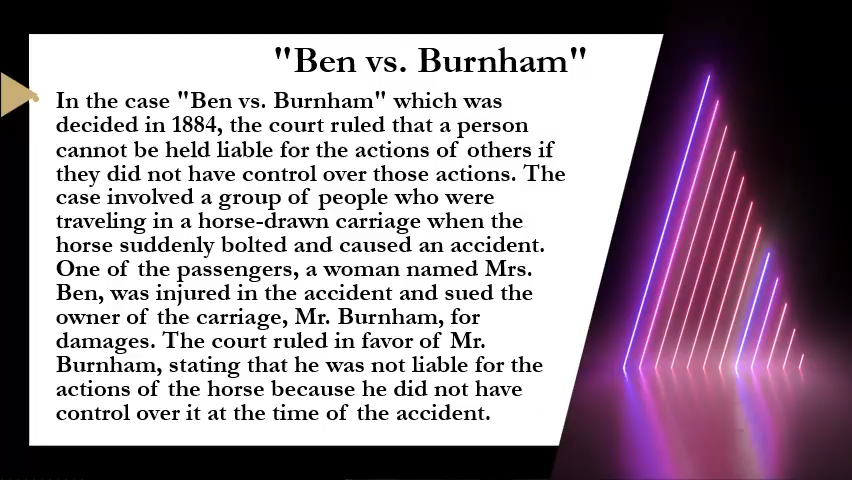 "Ben vs. Burnham"
In the case "Ben vs. Burnham" which was
decided in 1884, the court ruled that a person
cannot be held liable for the actions of others if
they did not have control over those actions. The
case involved a group of people who were
traveling in a horse-drawn carriage when the
horse suddenly bolted and caused an accident.
One of the passengers, a woman named Mrs.
Ben, was injured in the accident and sued the
owner of the carriage, Mr. Burnham, for
damages. The court ruled in favor of Mr.
Burnham, stating that he was not liable for the
actions of the horse because he did not have
control over it at the time of the accident.